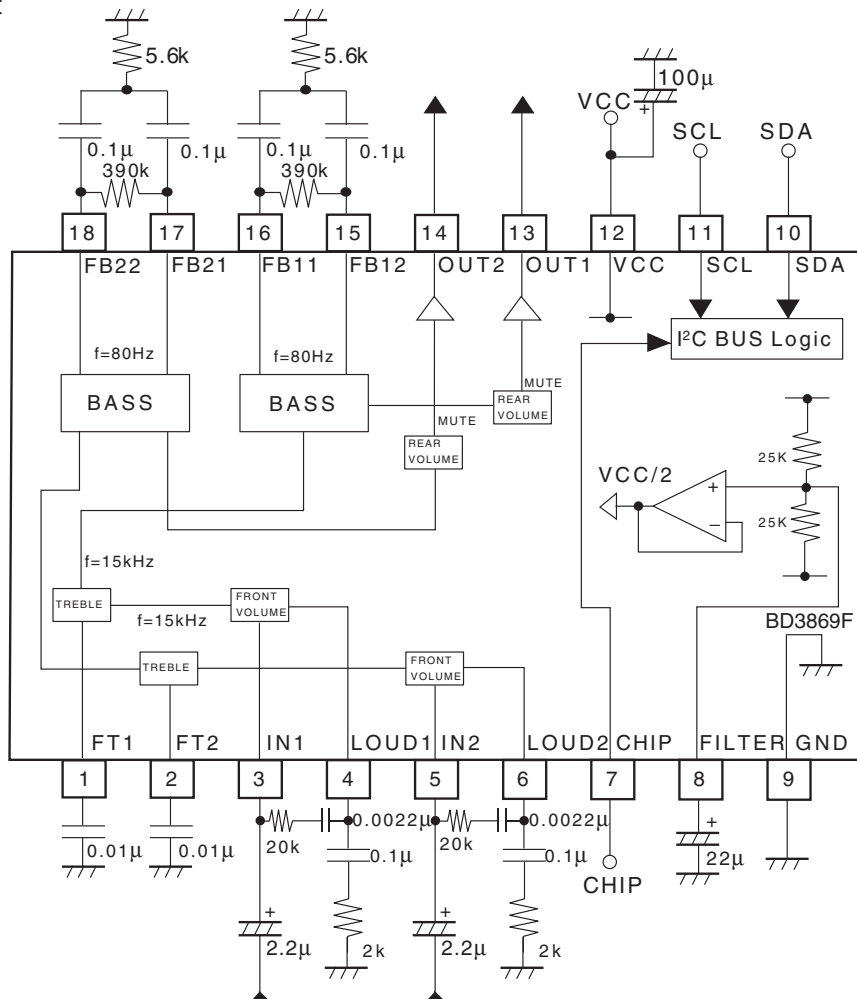 5.6k 5.6k
100μ
VCC
SCL SDA
0.1μ 0.1μ 0.1μ 0.1μ
390k 390k
18 17 16 15 14 13 12 11 10
FB22 FB21 FB11 FB12 OUT2 OUT1 VCC SCL SDA
I²C BUS Logic
f=80Hz f=80Hz
BASS BASS
MUTE
REAR VOLUME
MUTE
REAR VOLUME
25K
VCC/2
+
−
25K
f=15kHz
TREBLE
FRONT VOLUME
f=15kHz
BD3869F
TREBLE
FRONT VOLUME
FT1 FT2 IN1 LOUD1 IN2 LOUD2 CHIP FILTER GND
1 2 3 4 5 6 7 8 9
0.01μ 0.01μ
20k 0.0022μ 20k 0.0022μ
0.1μ 0.1μ
+
22μ
CHIP
+ +
2.2μ 2k 2.2μ 2k